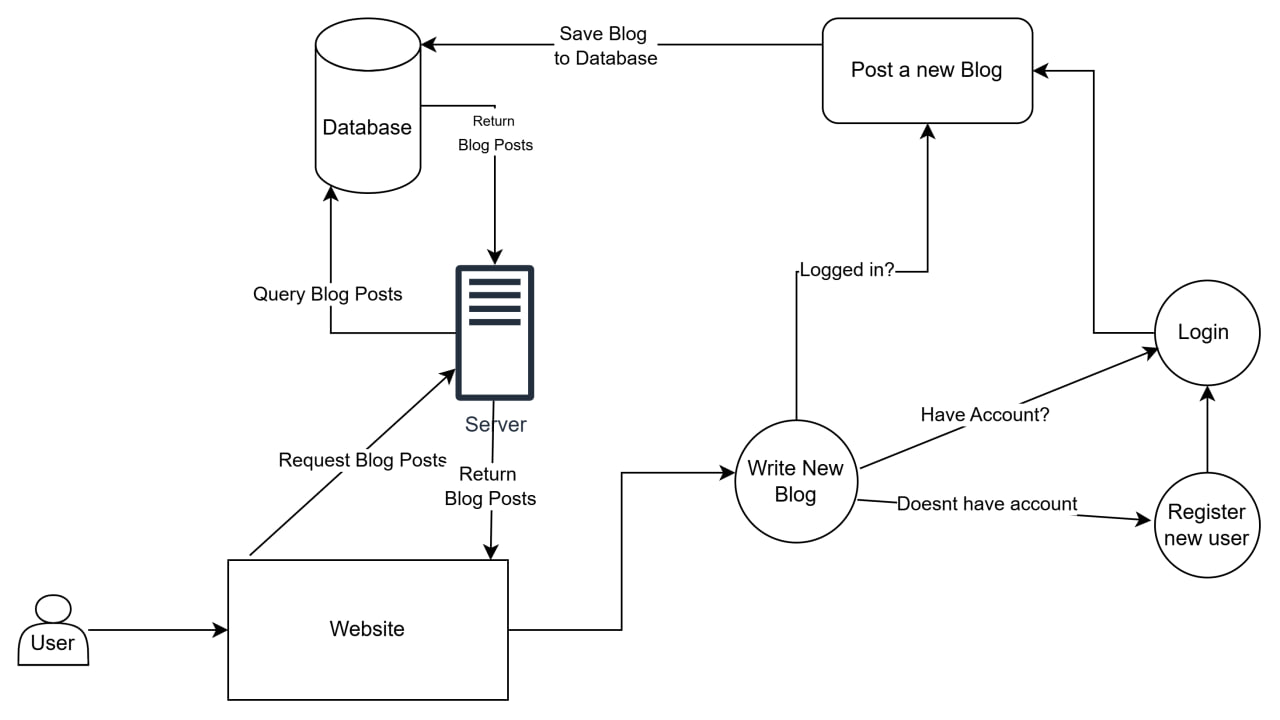 Save Blog
to Database
Post a new Blog
Database
Return
Blog Posts
Query Blog Posts
Logged in?
Login
Server
Have Account?
Request Blog Posts
Return
Blog Posts
Write New
Blog
Doesnt have account
Register
new user
User
Website